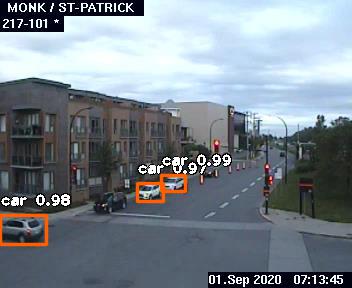 MONK / ST-PATRICK
217-101 *
car 0.99
car 0.97
car 0.98
01.Sep 2020 07:13:45